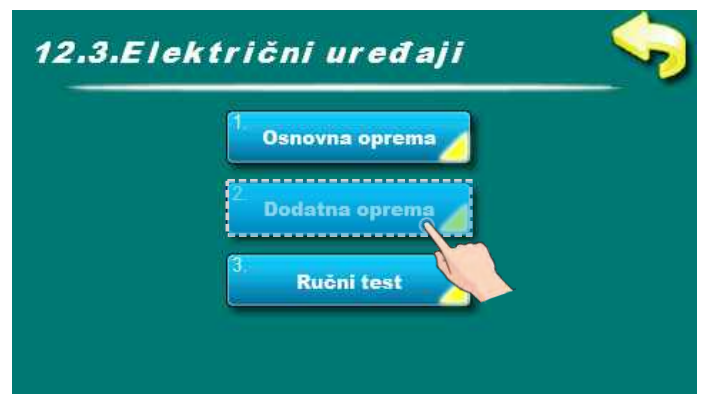 12.3.Električni uređaji
1.
Osnovna oprema
2.
Dodatna oprema
3.
Ručni test